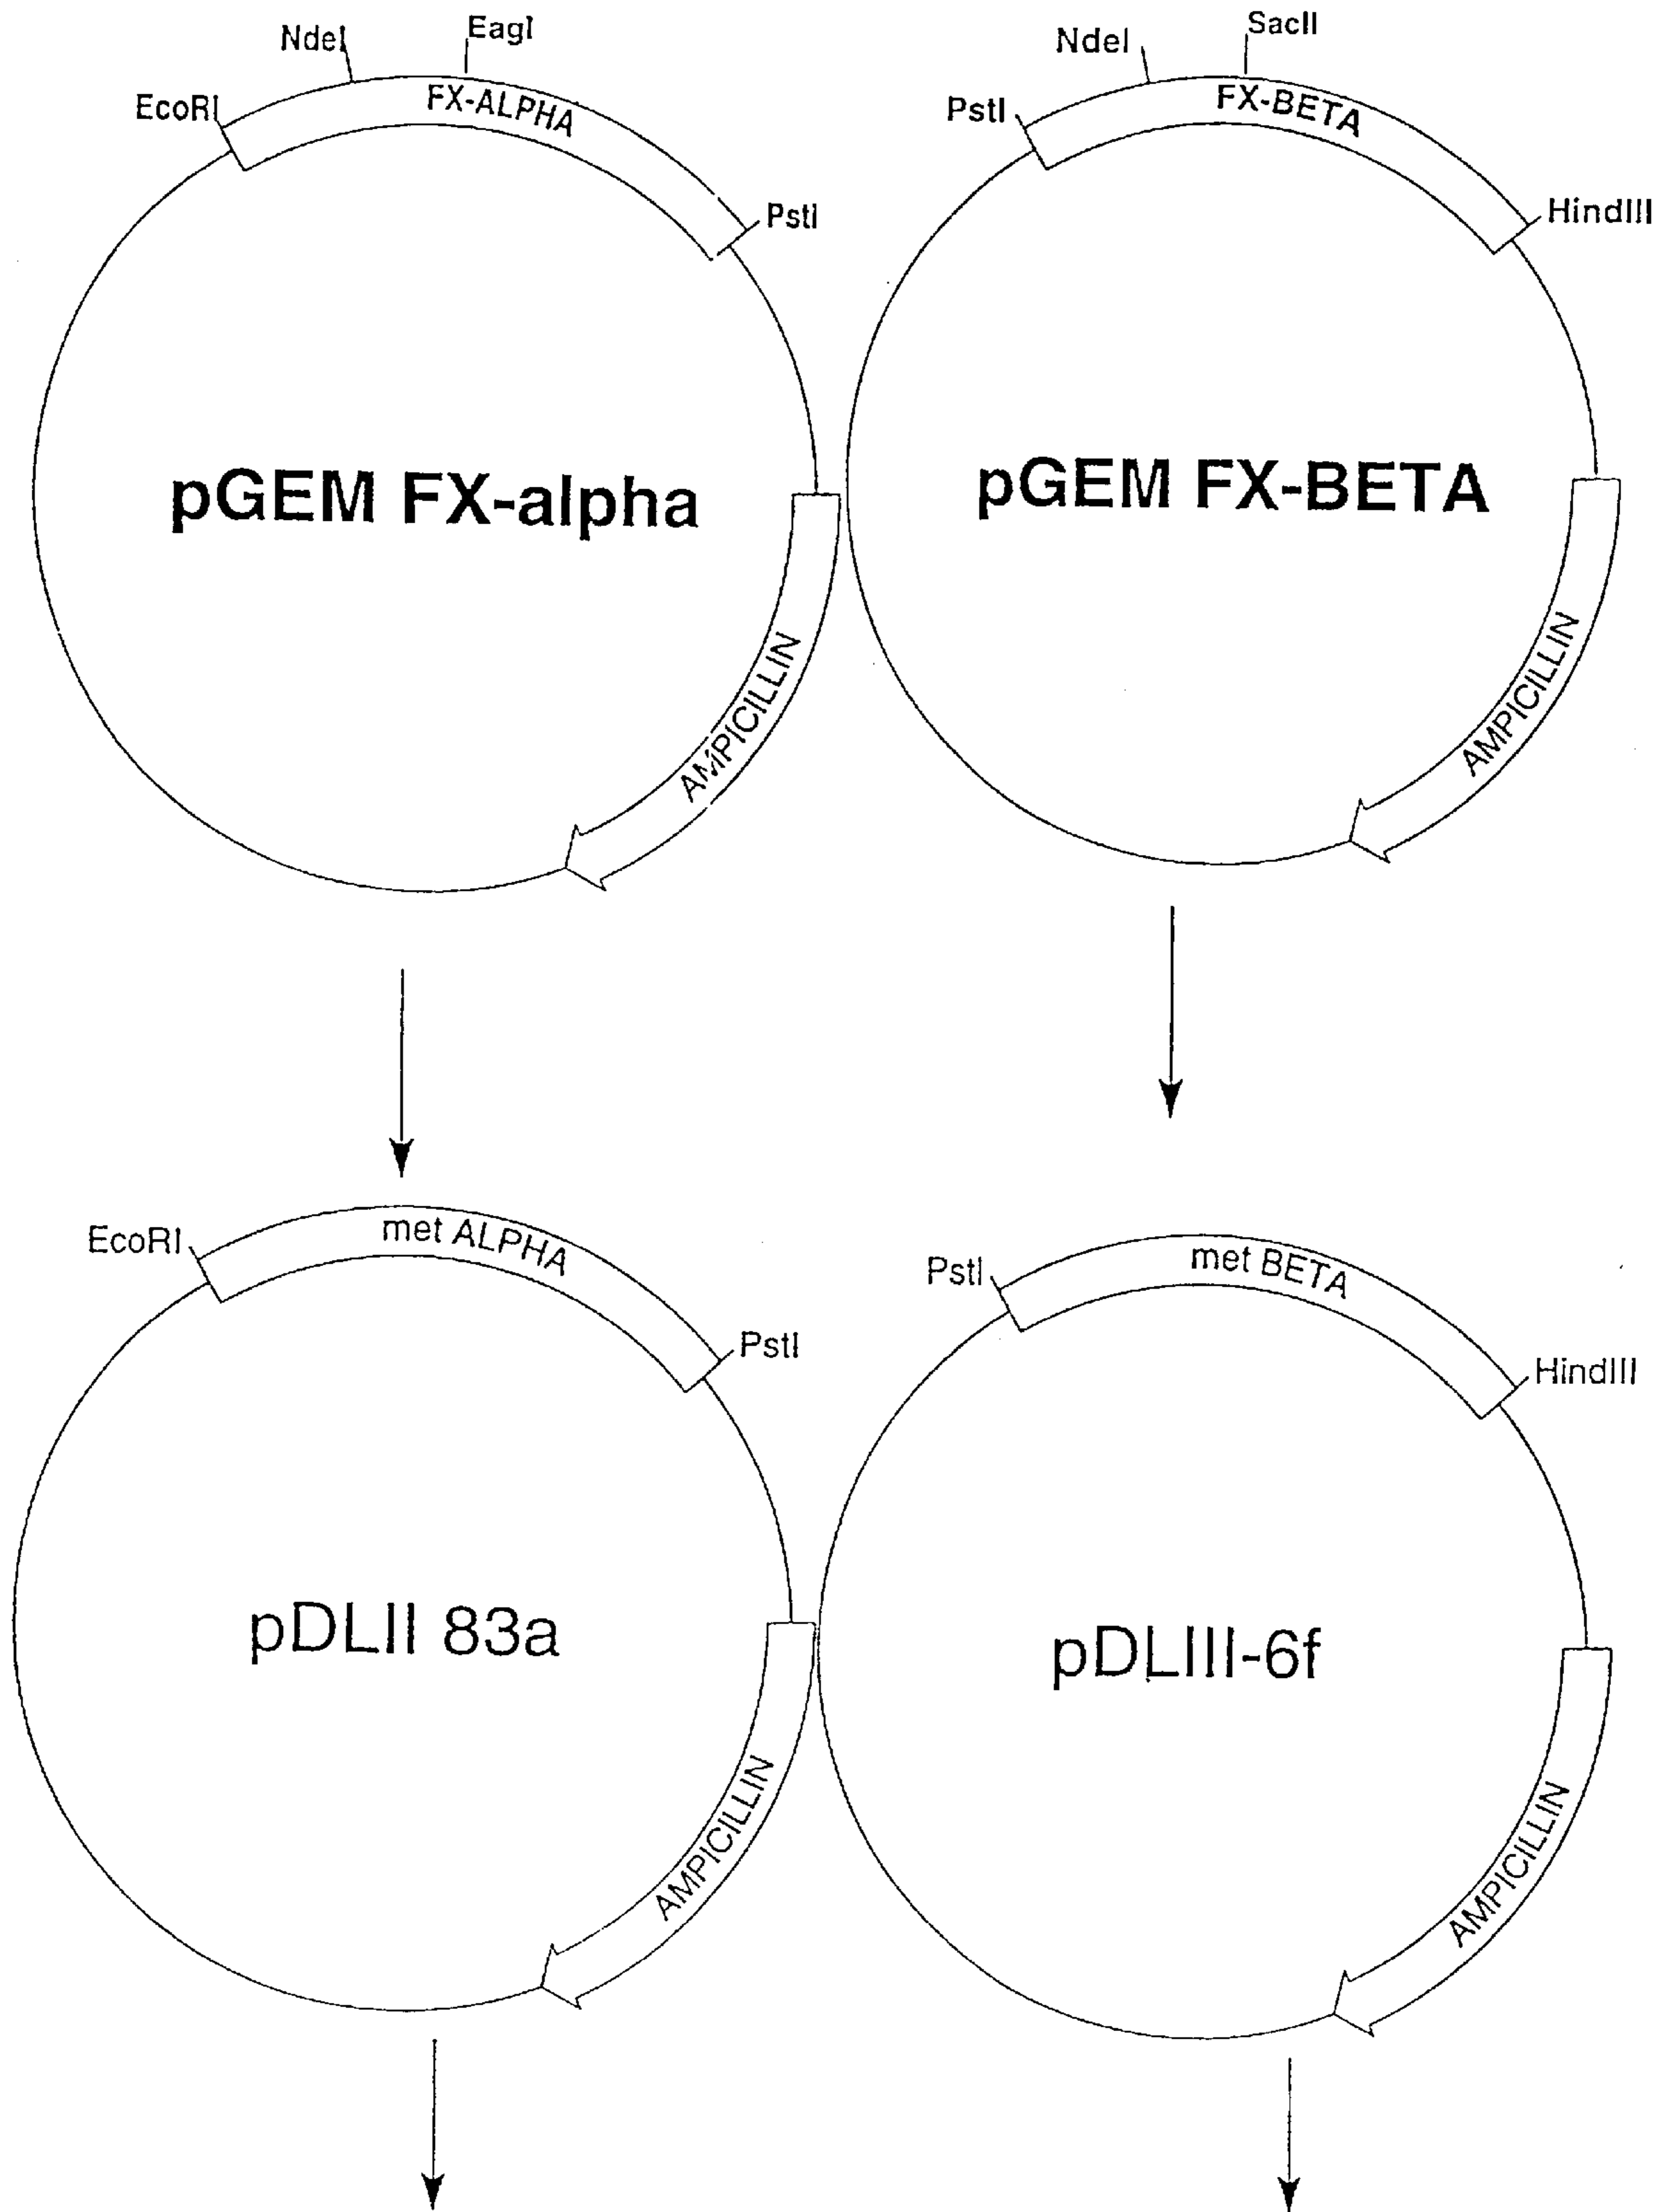 NdeI
EagI
EcoRI
FX-ALPHA
PstI
pGEM FX-alpha
AMPICILLIN
NdeI
SacII
PstI
FX-BETA
HindIII
pGEM FX-BETA
AMPICILLIN
EcoRI
met ALPHA
PstI
pDLII 83a
AMPICILLIN
PstI
met BETA
HindIII
pDLIII-6f
AMPICILLIN